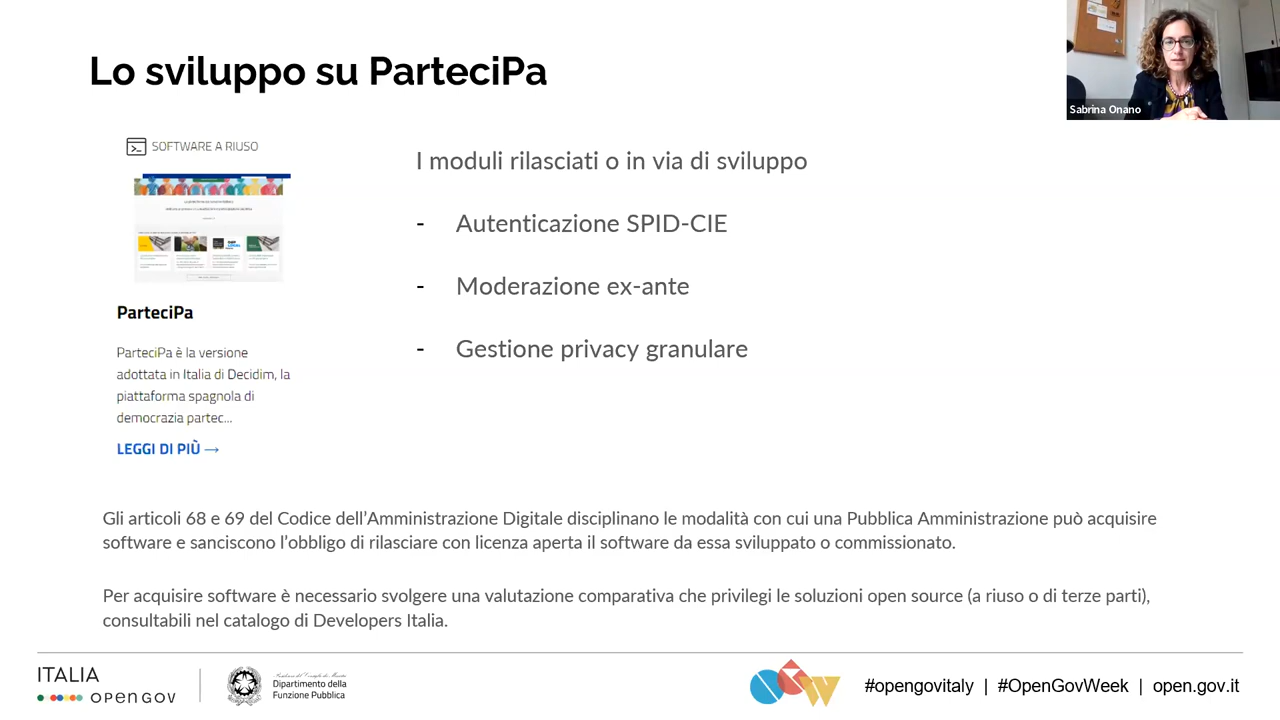 Lo sviluppo su ParteciPa
Sabrina Onano
SOFTWARE A RIUSO
ParteciPa
ParteciPa è la versione
adottata in Italia di Decidim, la
piattaforma spagnola di
democrazia partec...
LEGGI DI PIÙ →
I moduli rilasciati o in via di sviluppo
- Autenticazione SPID-CIE
- Moderazione ex-ante
- Gestione privacy granulare
Gli articoli 68 e 69 del Codice dell’Amministrazione Digitale disciplinano le modalità con cui una Pubblica Amministrazione può acquisire
software e sanciscono l’obbligo di rilasciare con licenza aperta il software da essa sviluppato o commissionato.
Per acquisire software è necessario svolgere una valutazione comparativa che privilegi le soluzioni open source (a riuso o di terze parti),
consultabili nel catalogo di Developers Italia.
ITALIA
open gov
Dipartimento della
Funzione Pubblica
#opengovitaly | #OpenGovWeek | open.gov.it